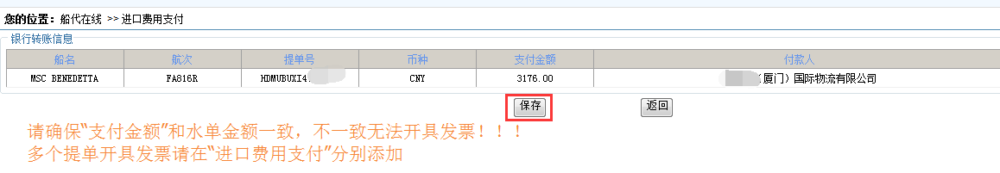 您的位置：船代在线 >> 进口费用支付
银行转账信息
船名 航次 提单号 币种 支付金额 付款人
MSC BENEDETTA FA816R HDMUBUXI4 CNY 3176.00 （厦门）国际物流有限公司
保存 返回
请确保“支付金额”和水单金额一致，不一致无法开具发票！！！
多个提单开具发票请在“进口费用支付”分别添加